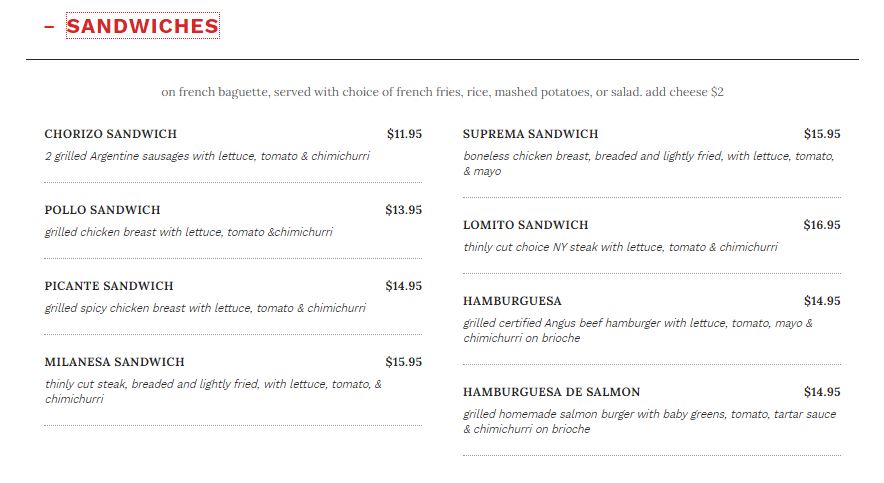 – SANDWICHES
on french baguette, served with choice of french fries, rice, mashed potatoes, or salad. add cheese $2
CHORIZO SANDWICH $11.95
2 grilled Argentine sausages with lettuce, tomato & chimichurri
POLLO SANDWICH $13.95
grilled chicken breast with lettuce, tomato &chimichurri
PICANTE SANDWICH $14.95
grilled spicy chicken breast with lettuce, tomato & chimichurri
MILANESA SANDWICH $15.95
thinly cut steak, breaded and lightly fried, with lettuce, tomato, &
chimichurri
SUPREMA SANDWICH $15.95
boneless chicken breast, breaded and lightly fried, with lettuce, tomato,
& mayo
LOMITO SANDWICH $16.95
thinly cut choice NY steak with lettuce, tomato & chimichurri
HAMBURGUESA $14.95
grilled certified Angus beef hamburger with lettuce, tomato, mayo &
chimichurri on brioche
HAMBURGUESA DE SALMON $14.95
grilled homemade salmon burger with baby greens, tomato, tartar sauce
& chimichurri on brioche